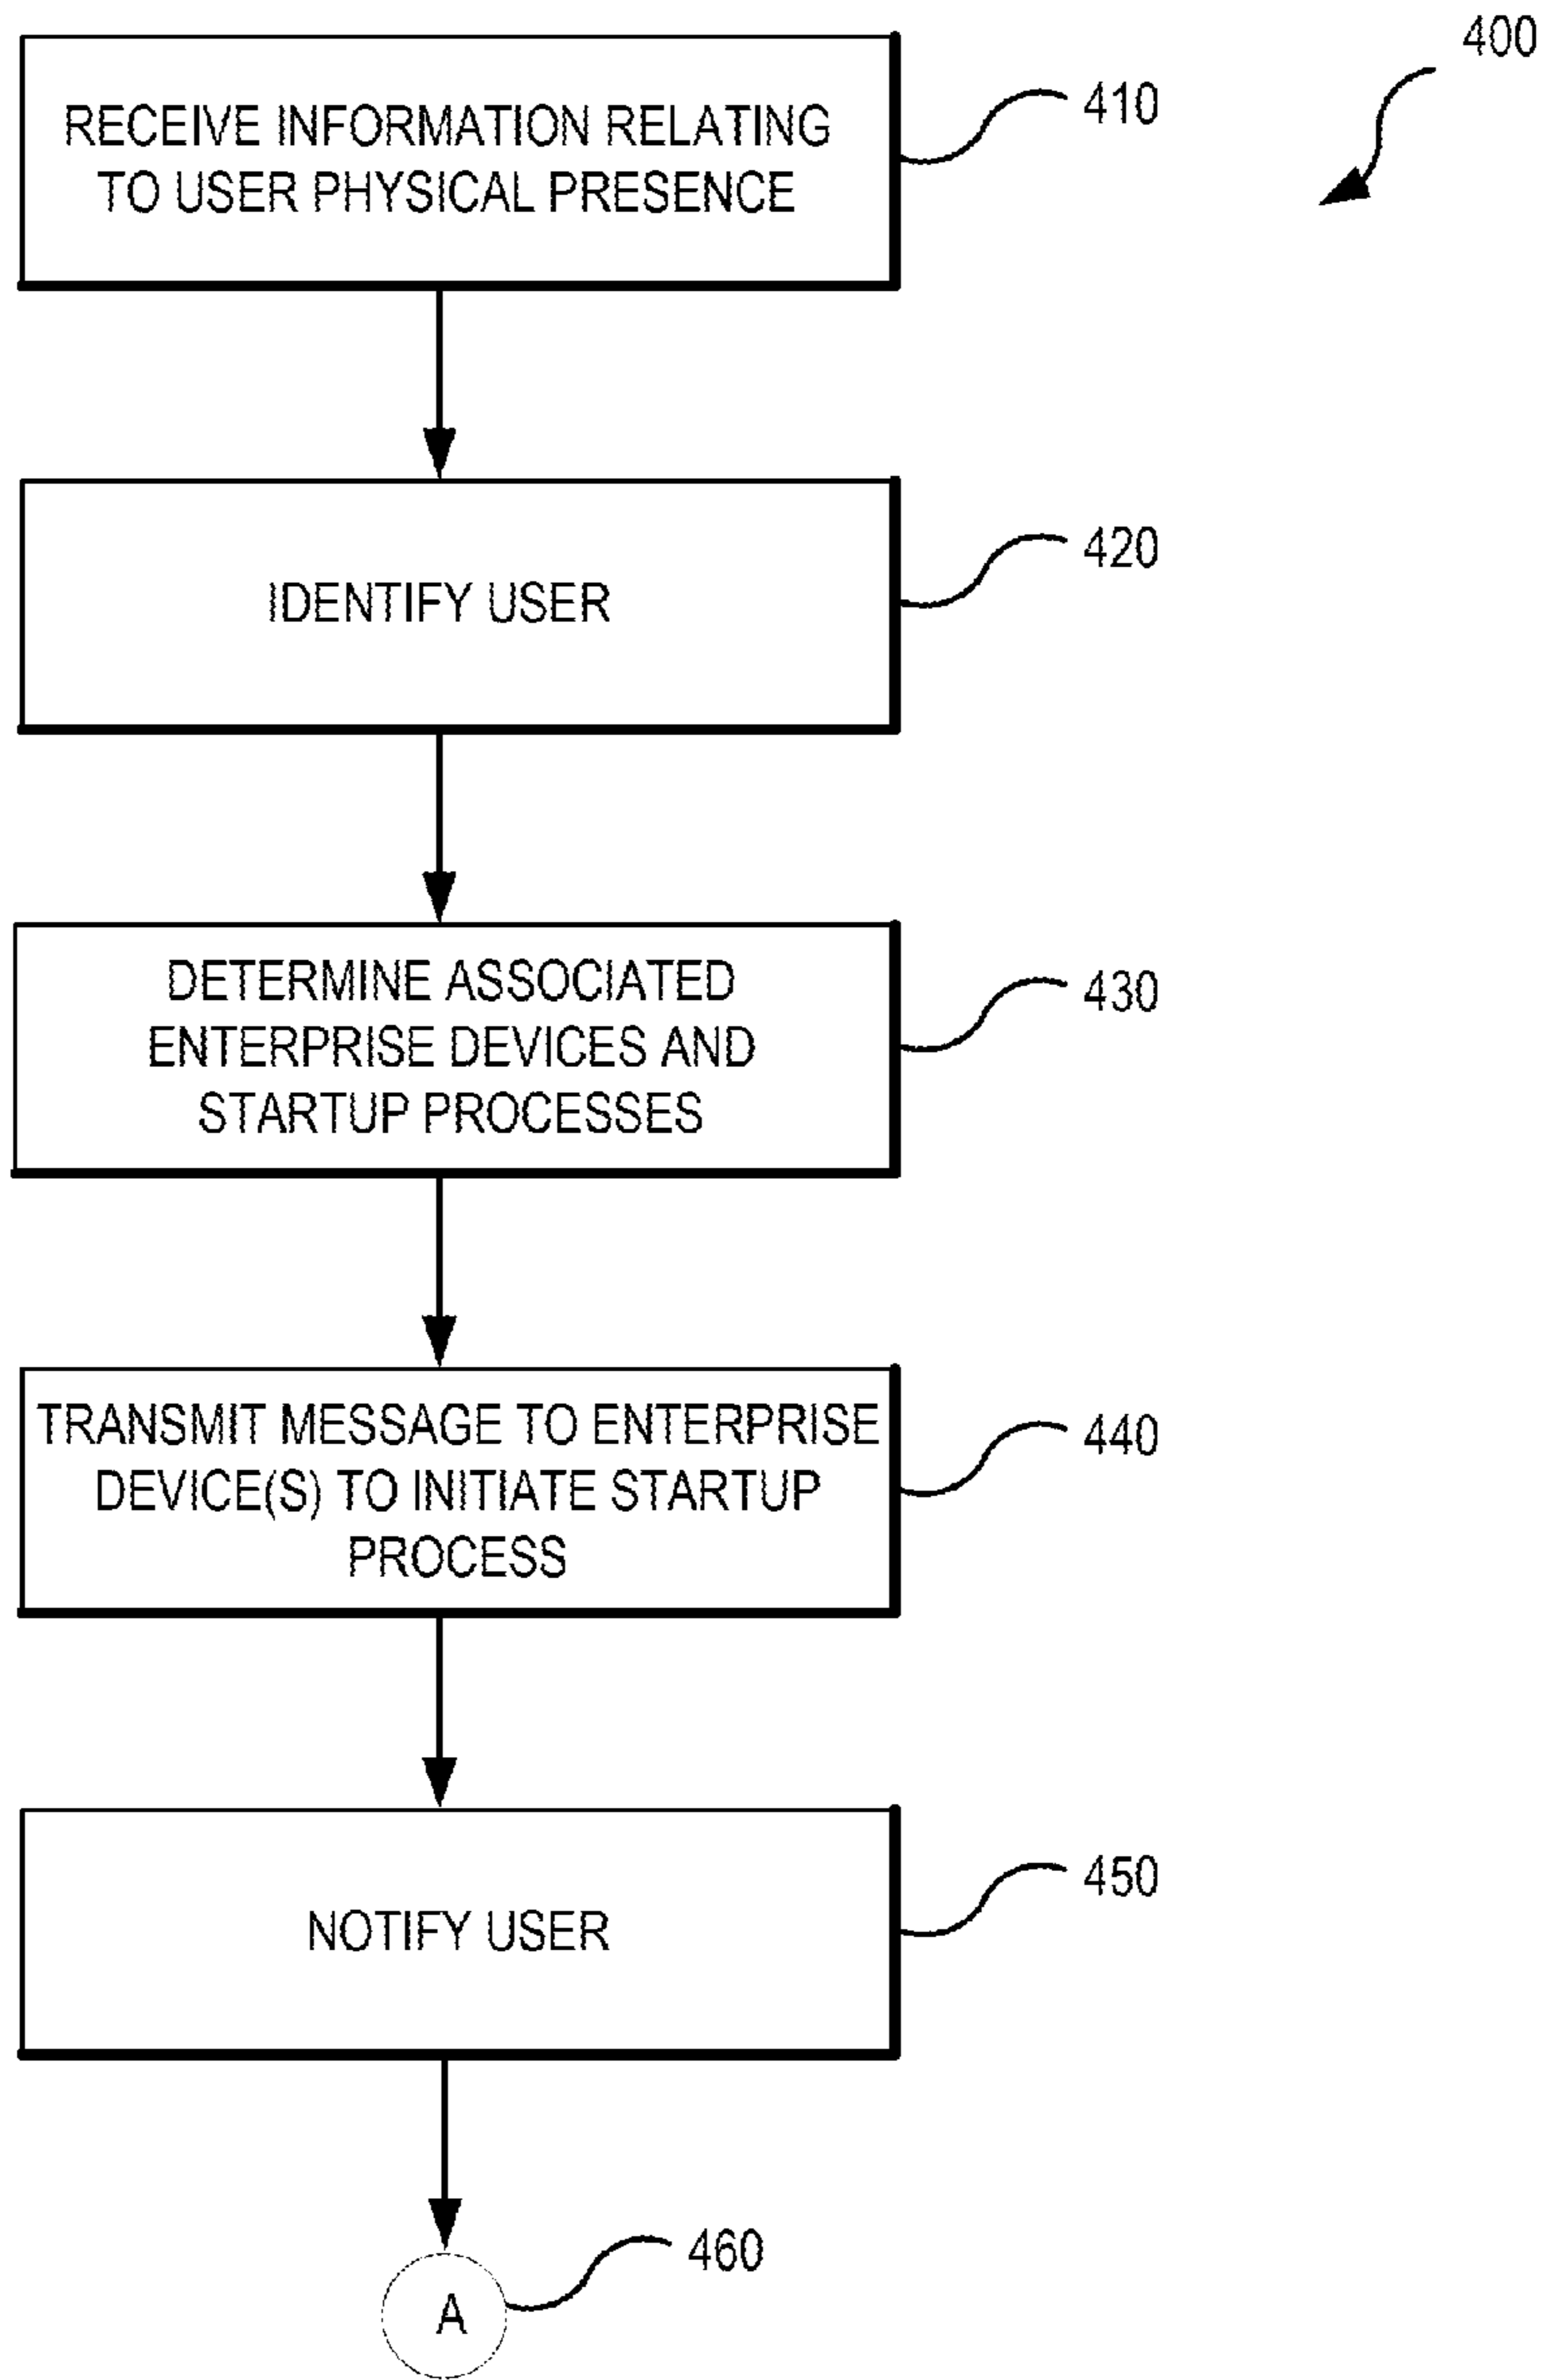 400
RECEIVE INFORMATION RELATING
TO USER PHYSICAL PRESENCE
410
IDENTIFY USER
420
DETERMINE ASSOCIATED
ENTERPRISE DEVICES AND
STARTUP PROCESSES
430
TRANSMIT MESSAGE TO ENTERPRISE
DEVICE(S) TO INITIATE STARTUP
PROCESS
440
NOTIFY USER
450
A
460